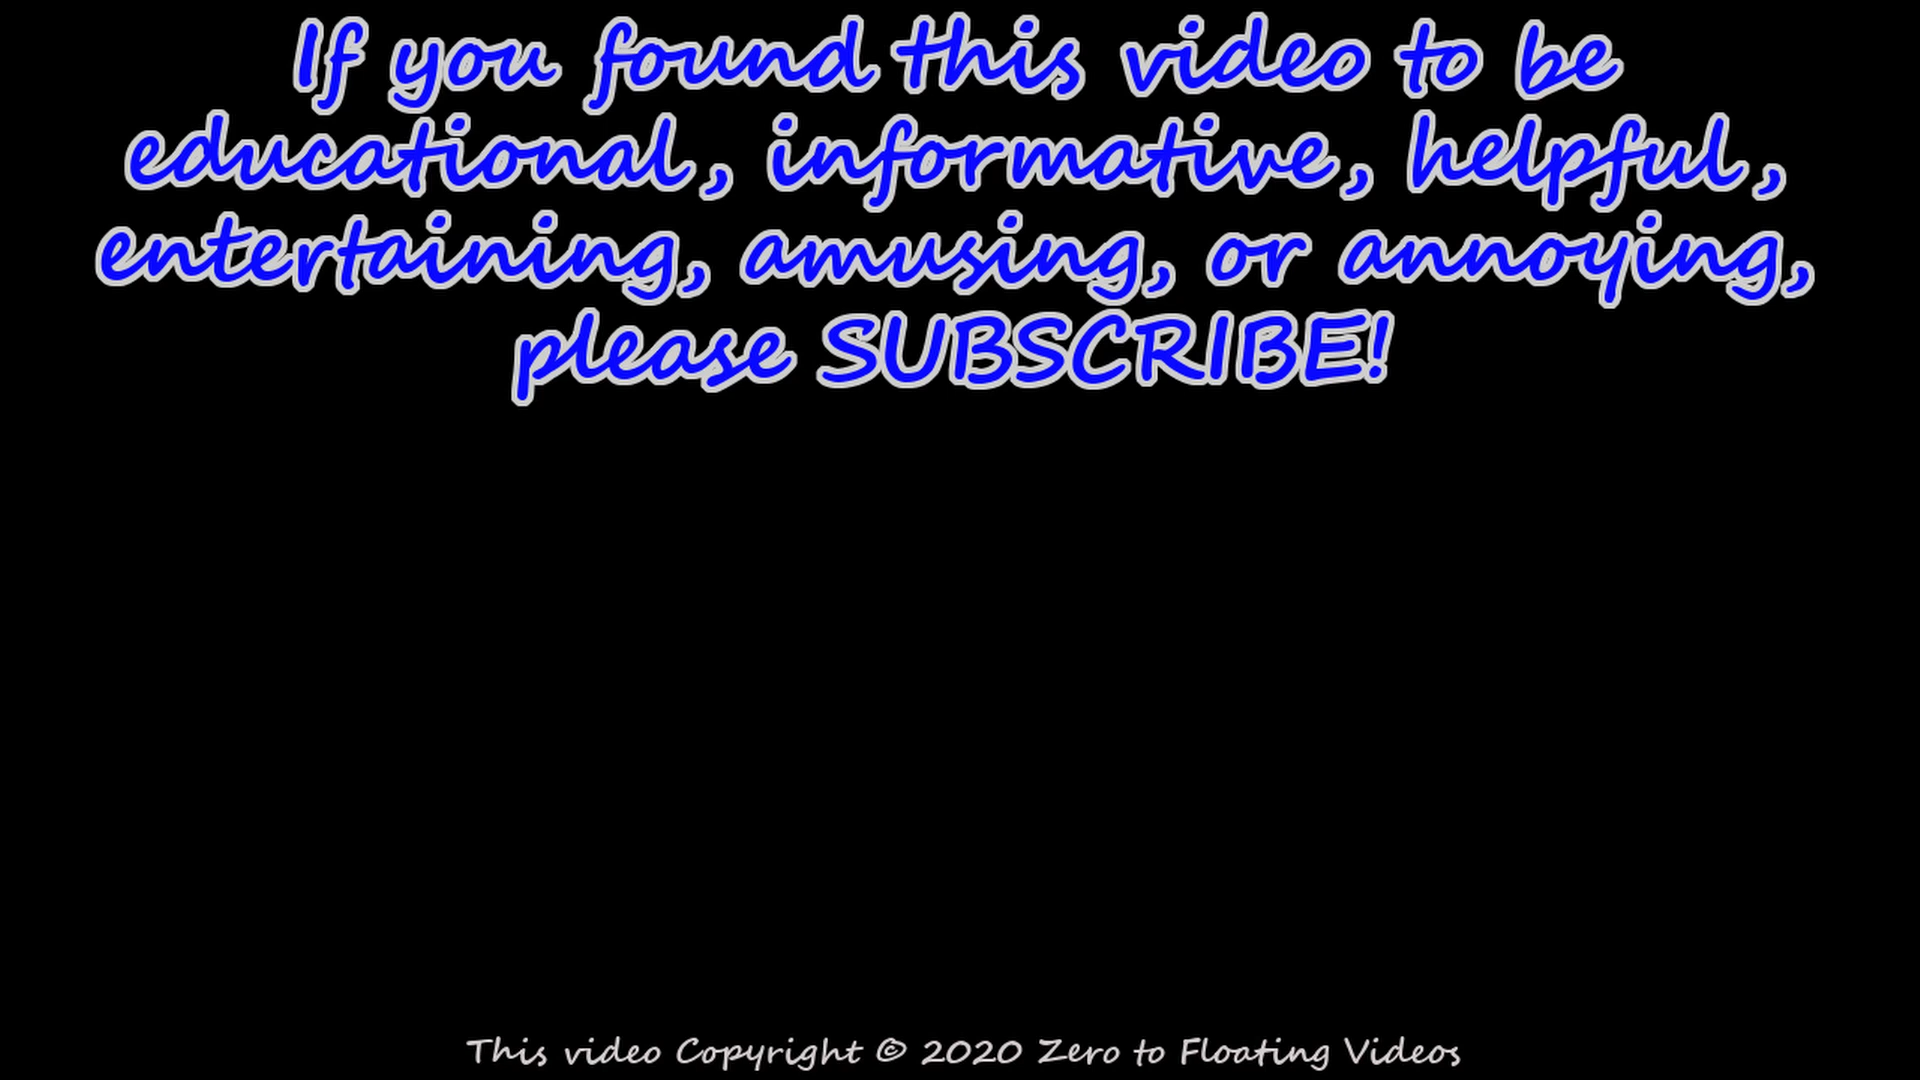 If you found this video to be
educational, informative, helpful,
entertaining, amusing, or annoying,
please SUBSCRIBE!
This video Copyright © 2020 Zero to Floating Videos